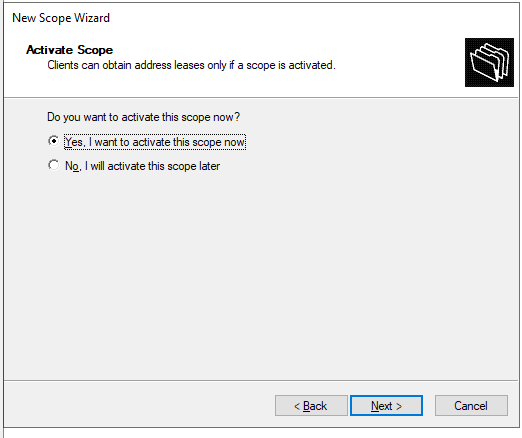 New Scope Wizard
Activate Scope
Clients can obtain address leases only if a scope is activated.
Do you want to activate this scope now?
Yes, I want to activate this scope now
No, I will activate this scope later
< Back
Next >
Cancel